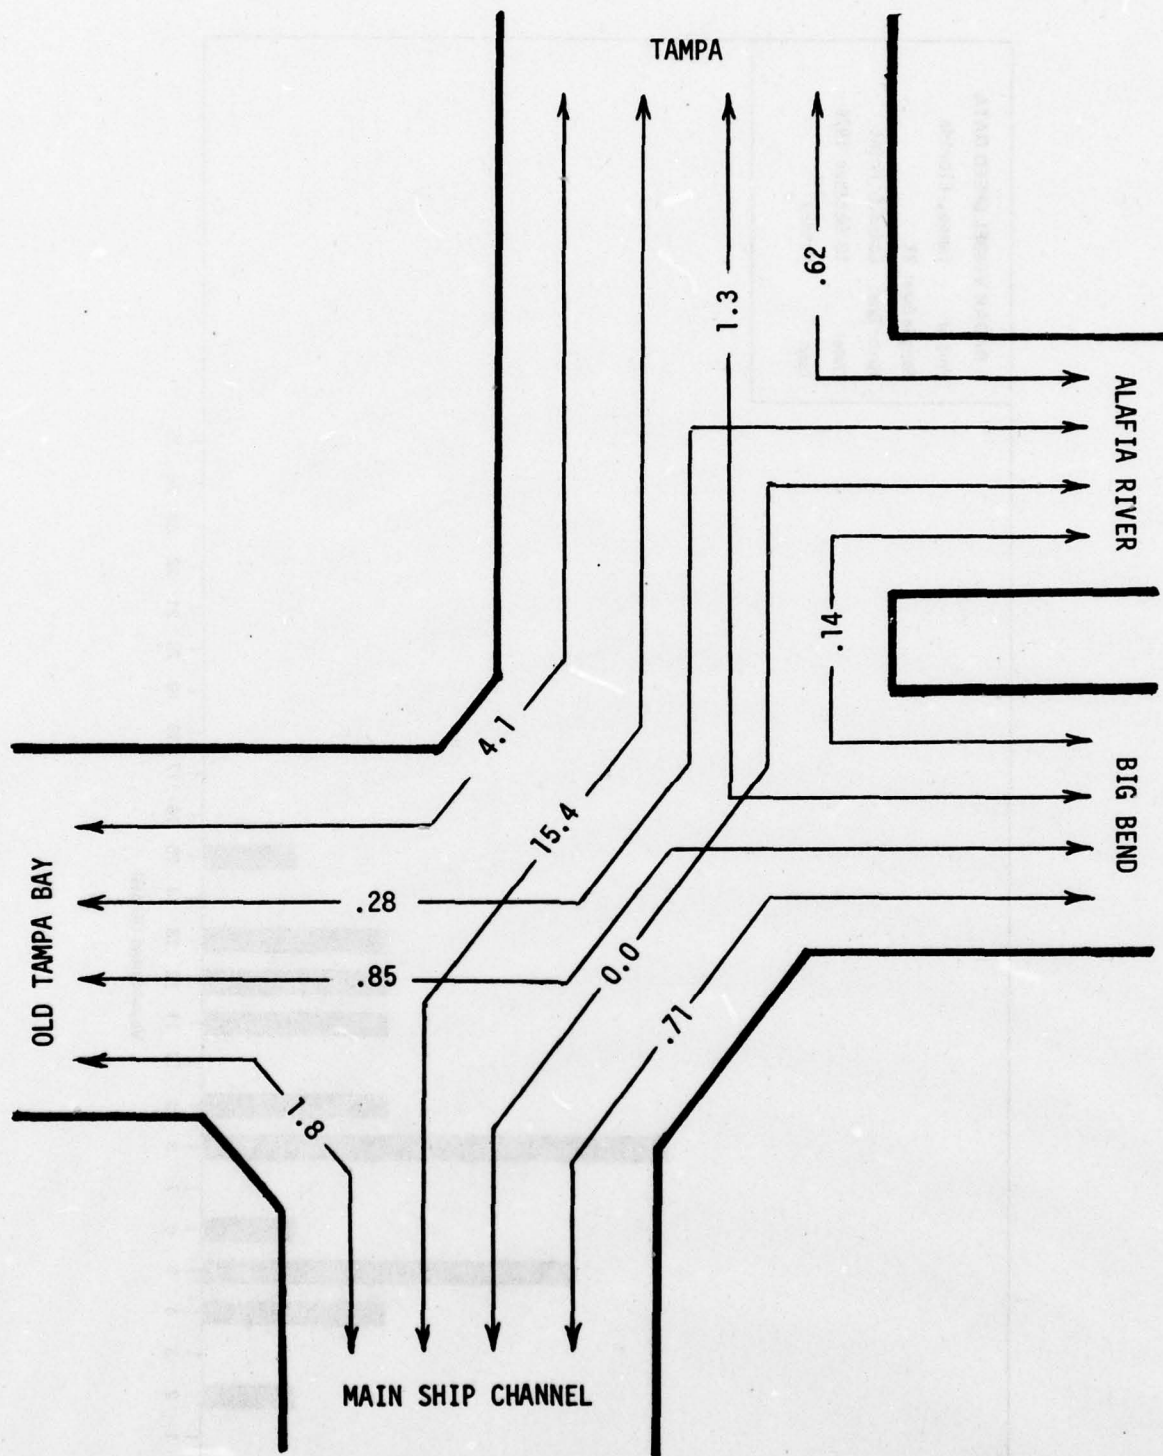 TAMPA
.62
1.3
ALAFIA RIVER
.14
4.1
BIG BEND
15.4
.28
OLD TAMPA BAY
.85
0.0
.71
1.8
MAIN SHIP CHANNEL